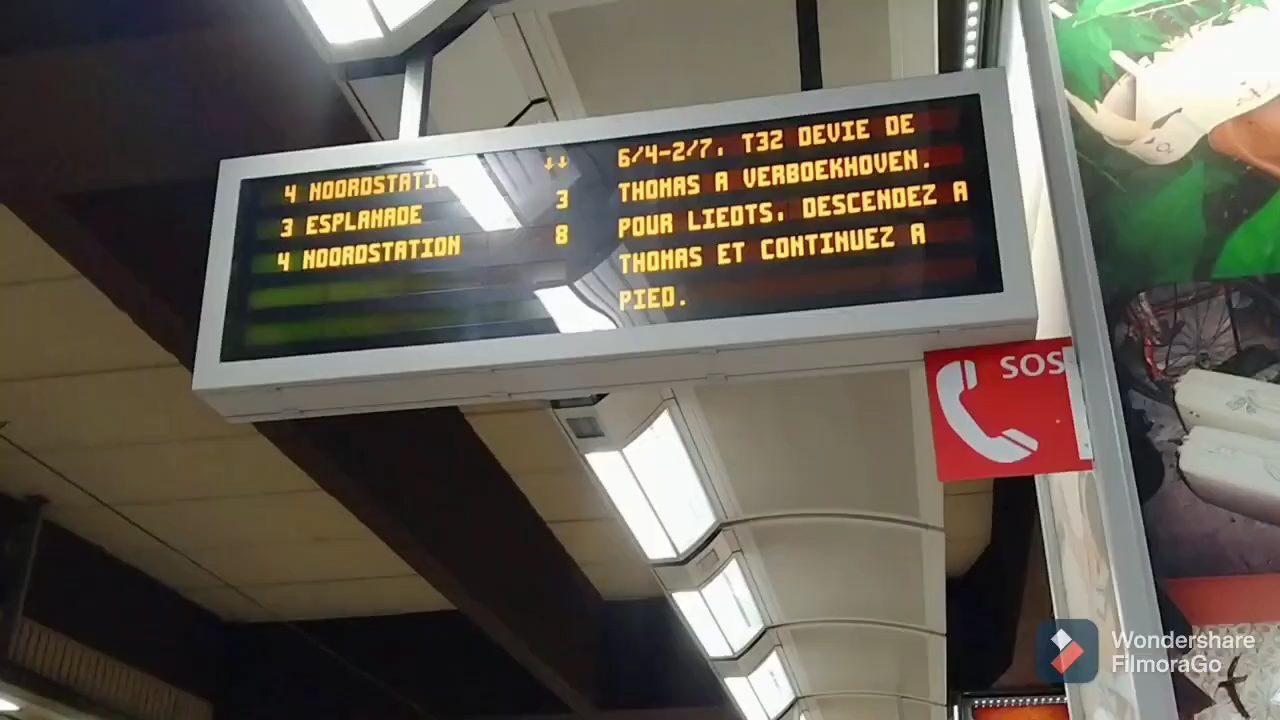 4 NOORDSTATI ↓↓
3 ESPLANADE 3
4 NOORDSTATION 8
6/4-2/7, T32 DEVIE DE
THOMAS A VERBOEKHOVEN.
POUR LIEDTS, DESCENDEZ A
THOMAS ET CONTINUEZ A
PIED.
SOS
Wondershare
FilmoraGo